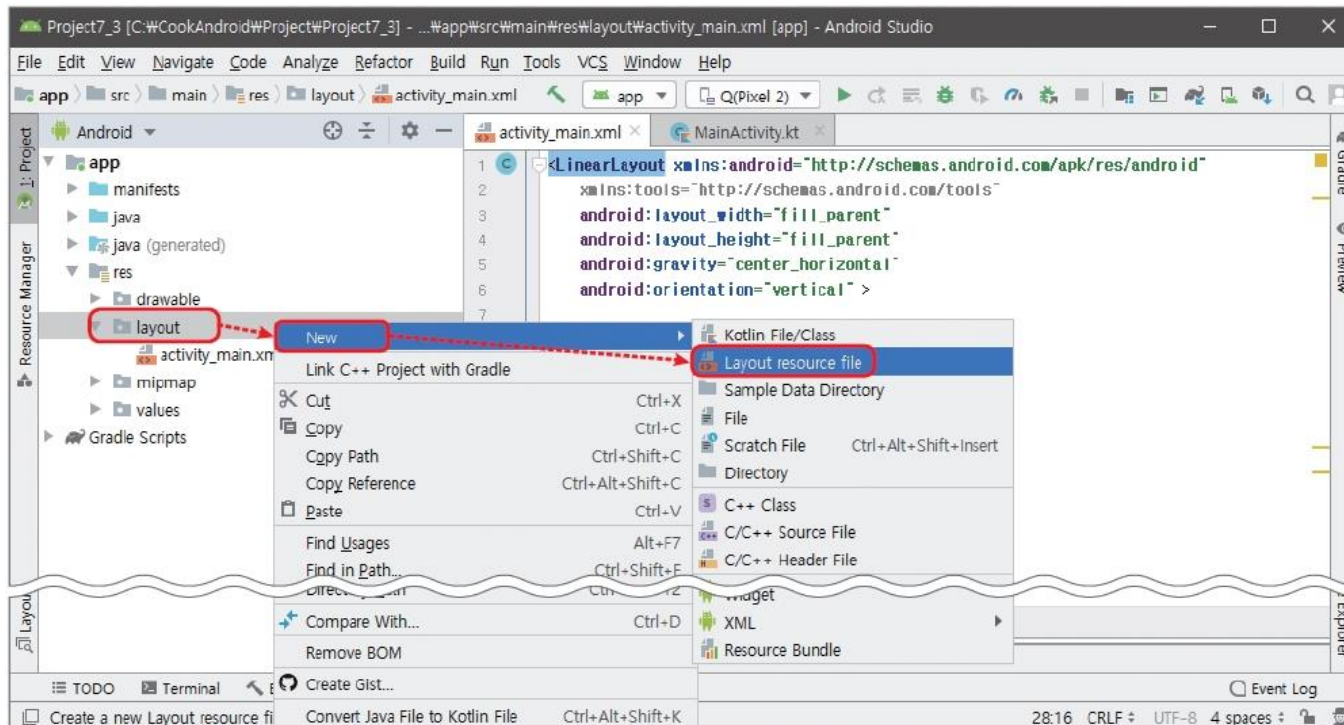 Project7_3 [C:₩CookAndroid₩Project₩Project7_3] - ...₩app₩src₩main₩res₩layout₩activity_main.xml [app] - Android Studio
File Edit View Navigate Code Analyze Refactor Build Run Tools VCS Window Help
app src main res layout activity_main.xml app Q(Pixel 2)
1: Project
Resource Manager
Android
app
manifests
java
java (generated)
res
drawable
layout
activity_main.xm
mipmap
values
Gradle Scripts
activity_main.xml MainActivity.kt
1 <LinearLayout xmlns:android="http://schemas.android.com/apk/res/android"
2 xmlns:tools="http://schemas.android.com/tools"
3 android:layout_width="fill_parent"
4 android:layout_height="fill_parent"
5 android:gravity="center_horizontal"
6 android:orientation="vertical" >
7
New
Link C++ Project with Gradle
Cut Ctrl+X
Copy Ctrl+C
Copy Path Ctrl+Shift+C
Copy Reference Ctrl+Alt+Shift+C
Paste Ctrl+V
Find Usages Alt+F7
Find in Path... Ctrl+Shift+F
Compare With... Ctrl+D
Remove BOM
Create Gist...
Convert Java File to Kotlin File Ctrl+Alt+Shift+K
Kotlin File/Class
Layout resource file
Sample Data Directory
File
Scratch File Ctrl+Alt+Shift+Insert
Directory
C++ Class
C/C++ Source File
C/C++ Header File
Widget
XML
Resource Bundle
Gradle
Preview
TODO Terminal Event Log
Create a new Layout resource fi 28:16 CRLF UTF-8 4 spaces